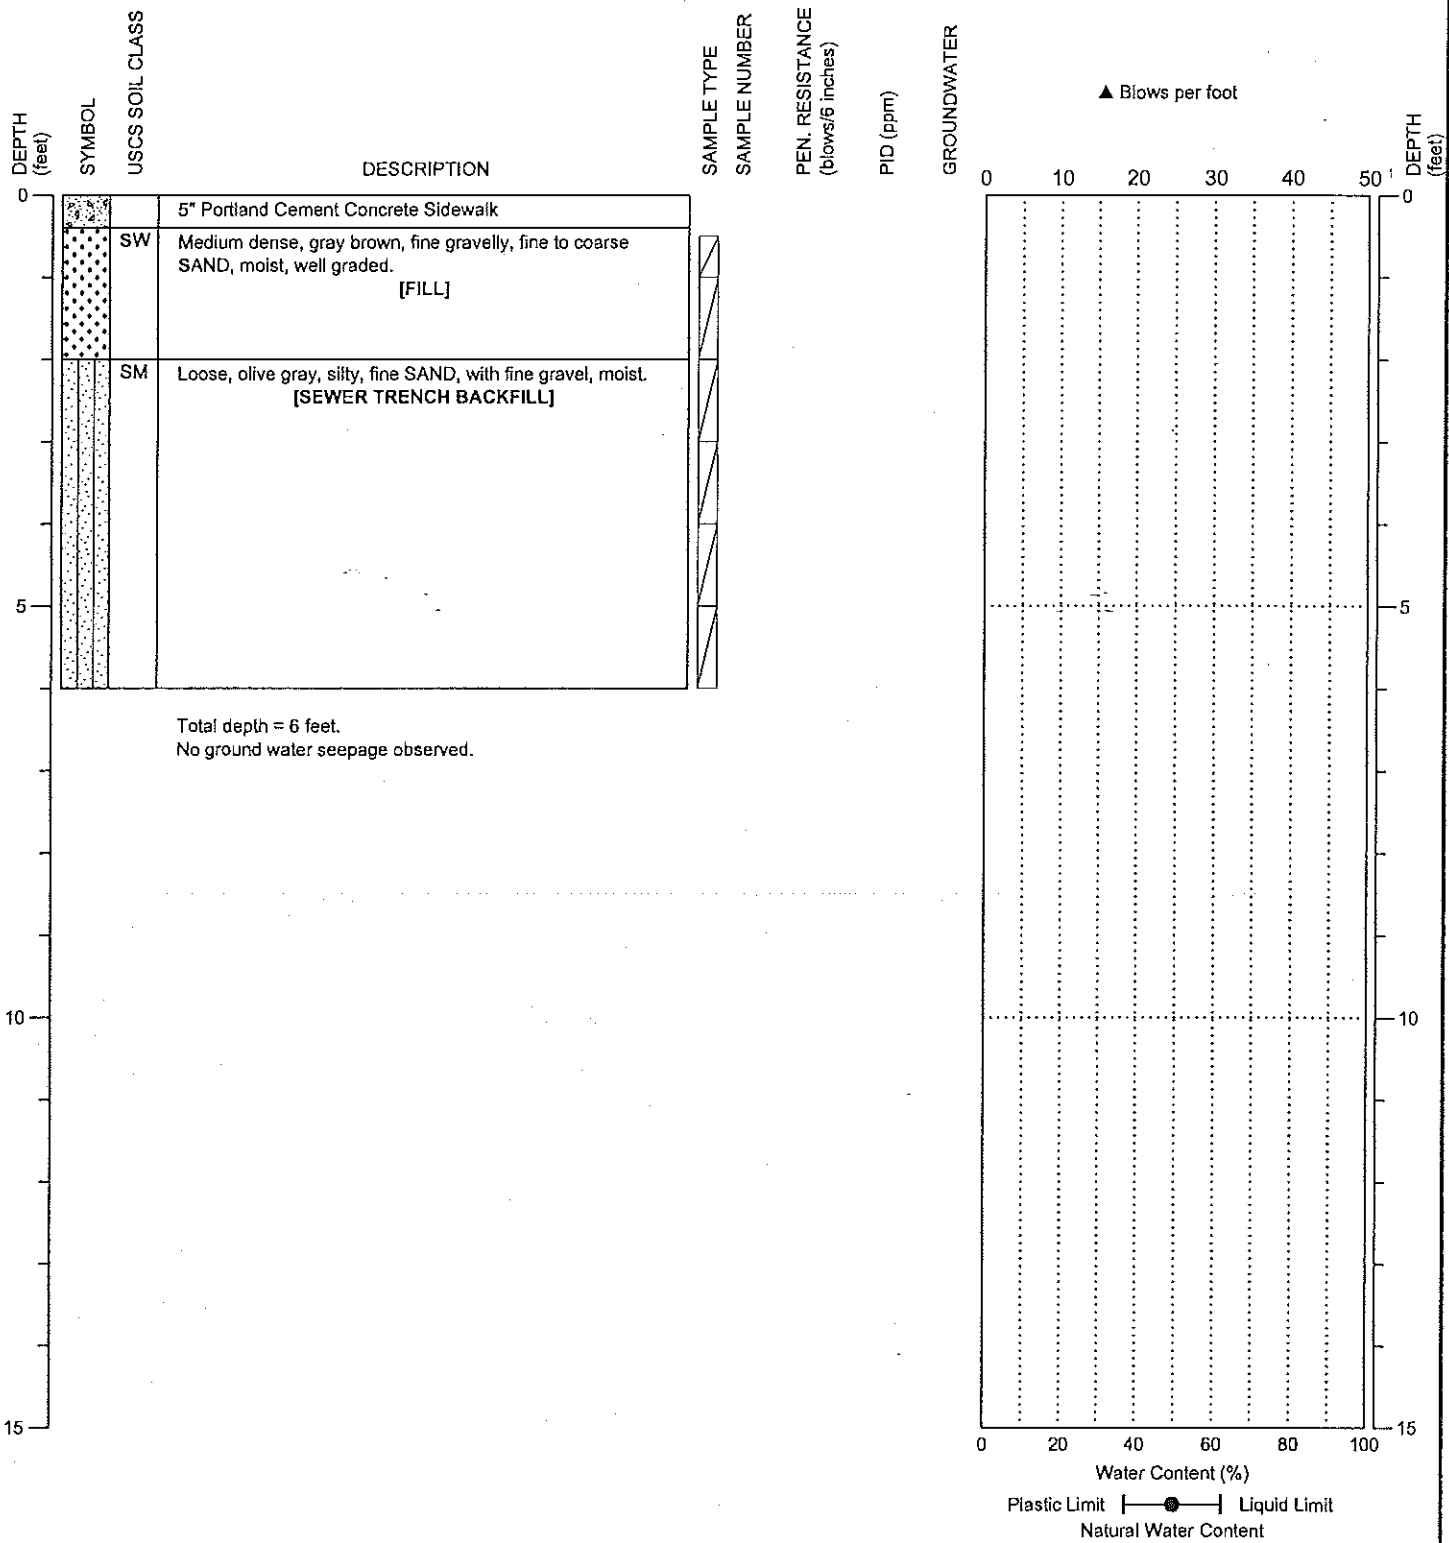 DEPTH
(feet)
SYMBOL
USCS SOIL CLASS
DESCRIPTION
SAMPLE TYPE
SAMPLE NUMBER
PEN. RESISTANCE
(blows/6 inches)
PID (ppm)
GROUNDWATER
▲ Blows per foot
DEPTH
(feet)
0 10 20 30 40 50
0
0
5" Portland Cement Concrete Sidewalk
SW
Medium dense, gray brown, fine gravelly, fine to coarse
SAND, moist, well graded.
[FILL]
SM
Loose, olive gray, silty, fine SAND, with fine gravel, moist.
[SEWER TRENCH BACKFILL]
5
5
Total depth = 6 feet.
No ground water seepage observed.
10
10
15
15
0 20 40 60 80 100
Water Content (%)
Plastic Limit Liquid Limit
Natural Water Content